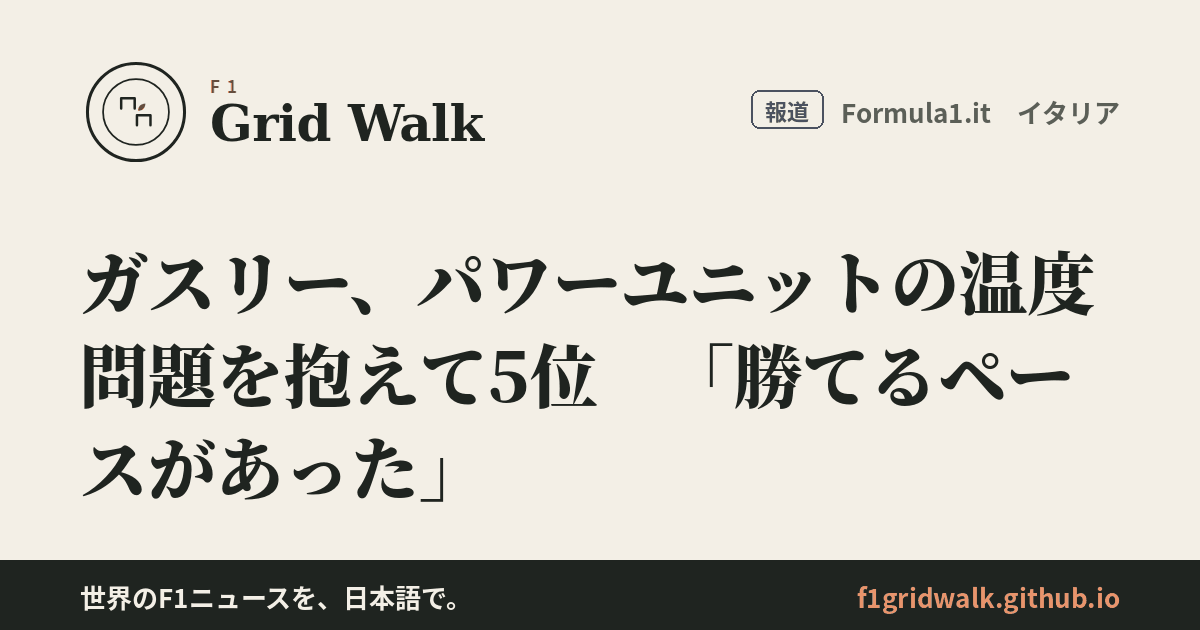 F1
Grid Walk
報道 Formula1.it イタリア
ガスリー、パワーユニットの温度
問題を抱えて5位　「勝てるペー
スがあった」
世界のF1ニュースを、日本語で。
f1gridwalk.github.io